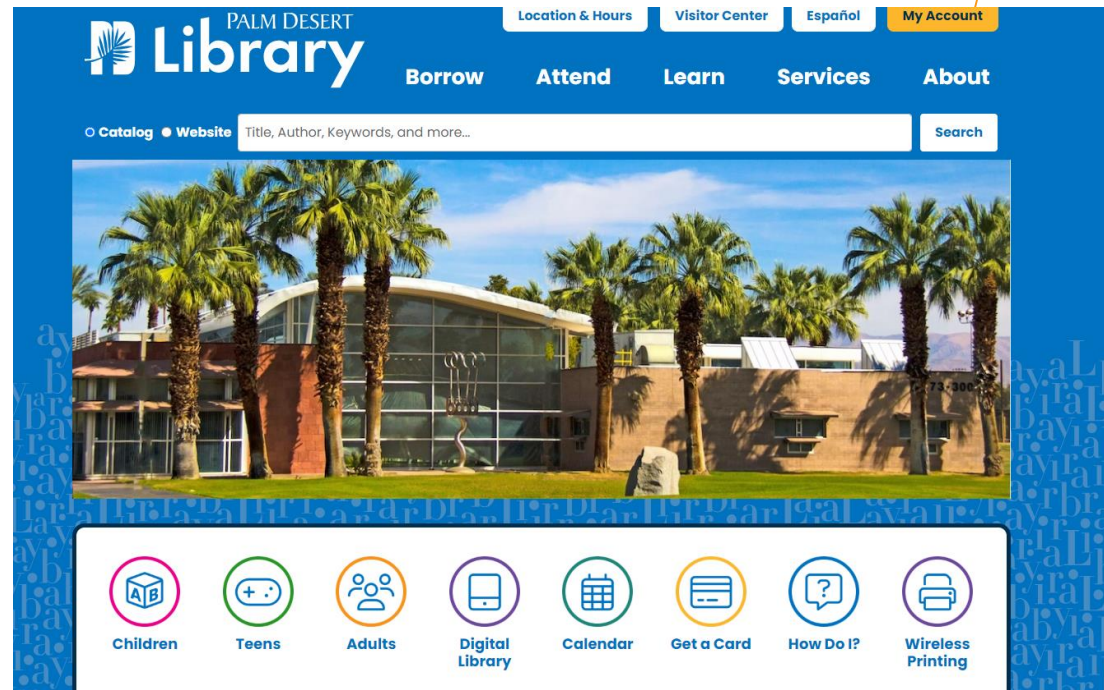 PALM DESERT
Library
Location & Hours
Visitor Center
Español
My Account
Borrow
Attend
Learn
Services
About
Catalog
Website
Title, Author, Keywords, and more...
Search
73-300
Children
Teens
Adults
Digital
Library
Calendar
Get a Card
How Do I?
Wireless
Printing